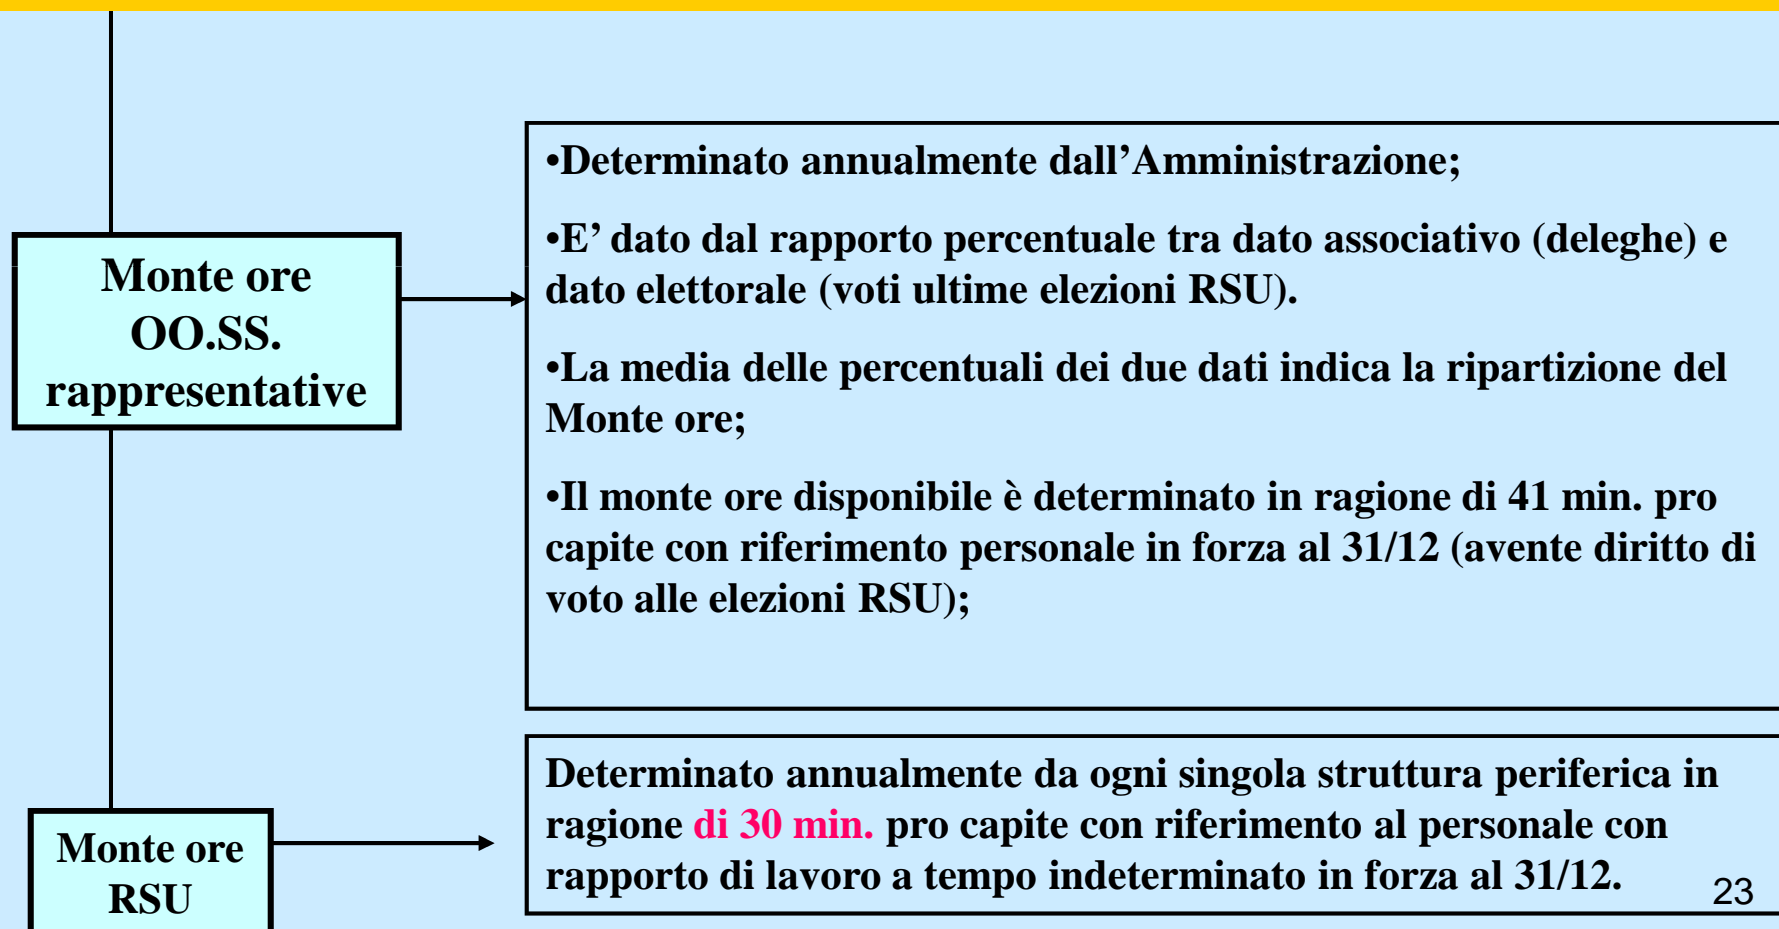 •Determinato annualmente dall’Amministrazione;
•E’ dato dal rapporto percentuale tra dato associativo (deleghe) e
dato elettorale (voti ultime elezioni RSU).
•La media delle percentuali dei due dati indica la ripartizione del
Monte ore;
•Il monte ore disponibile è determinato in ragione di 41 min. pro
capite con riferimento personale in forza al 31/12 (avente diritto di
voto alle elezioni RSU);
Monte ore
OO.SS.
rappresentative
Determinato annualmente da ogni singola struttura periferica in
ragione di 30 min. pro capite con riferimento al personale con
rapporto di lavoro a tempo indeterminato in forza al 31/12.
Monte ore
RSU
23